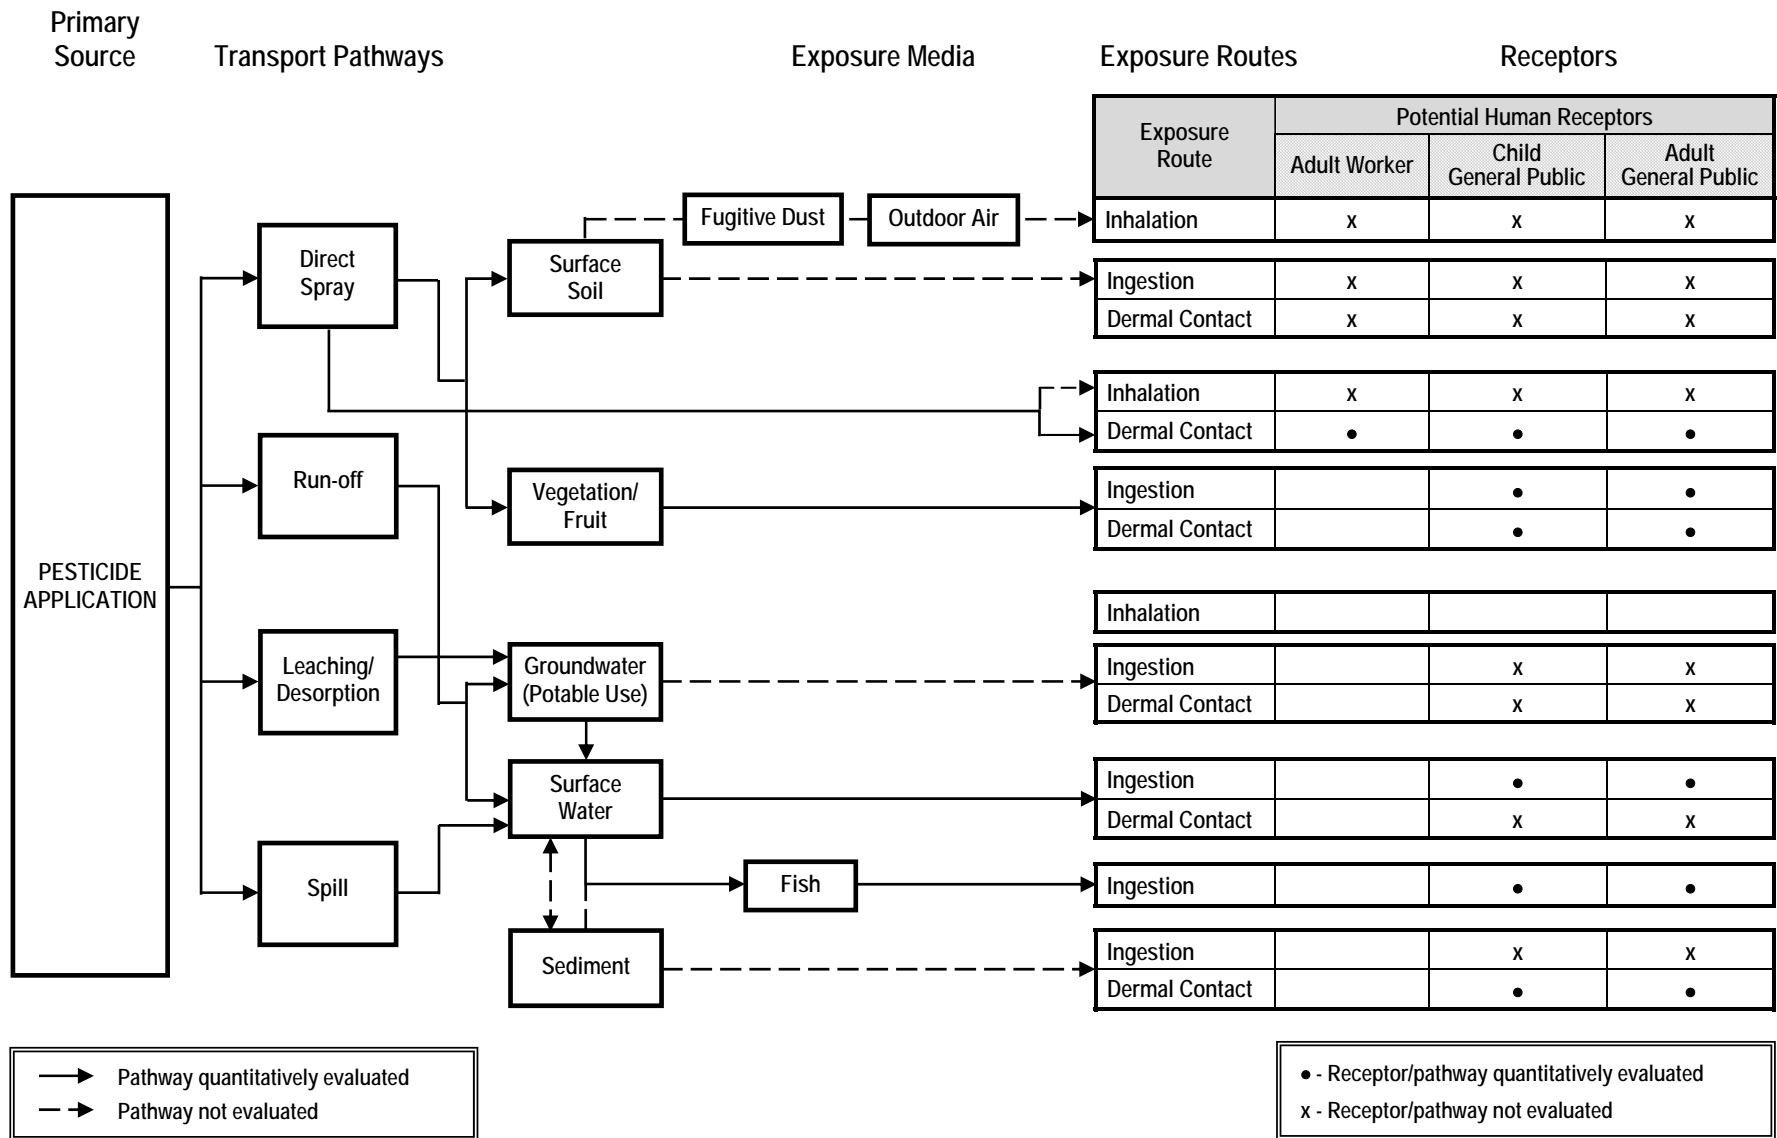 Primary
Source
Transport Pathways
Exposure Media
Exposure Routes
Receptors
Exposure
Route
Potential Human Receptors
Adult Worker
Child
General Public
Adult
General Public
PESTICIDE
APPLICATION
Direct
Spray
Run-off
Leaching/
Desorption
Spill
Surface
Soil
Vegetation/
Fruit
Groundwater
(Potable Use)
Surface
Water
Sediment
Fugitive Dust
Outdoor Air
Fish
Inhalation x x x
Ingestion x x x
Dermal Contact x x x
Inhalation x x x
Dermal Contact ● ● ●
Ingestion ● ●
Dermal Contact ● ●
Inhalation
Ingestion x x
Dermal Contact x x
Ingestion ● ●
Dermal Contact x x
Ingestion ● ●
Ingestion x x
Dermal Contact ● ●
Pathway quantitatively evaluated
Pathway not evaluated
● - Receptor/pathway quantitatively evaluated
x - Receptor/pathway not evaluated